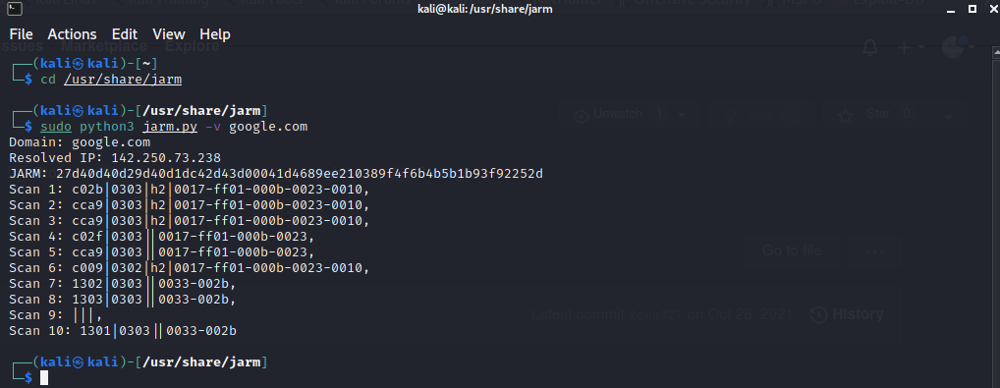 kali@kali: /usr/share/jarm
File Actions Edit View Help
Issues Marketplace Explore
┌──(kali㉿kali)-[~]
└─$ cd /usr/share/jarm
┌──(kali㉿kali)-[/usr/share/jarm]
└─$ sudo python3 jarm.py -v google.com
Unwatch 1 Star 0
Domain: google.com
Resolved IP: 142.250.73.238
JARM: 27d40d40d29d40d1dc42d43d00041d4689ee210389f4f6b4b5b1b93f92252d
Scan 1: c02b|0303|h2|0017-ff01-000b-0023-0010,
Scan 2: cca9|0303|h2|0017-ff01-000b-0023-0010,
Scan 3: cca9|0303|h2|0017-ff01-000b-0023-0010,
Scan 4: c02f|0303||0017-ff01-000b-0023,
Scan 5: cca9|0303||0017-ff01-000b-0023,
Scan 6: c009|0302|h2|0017-ff01-000b-0023-0010,
Go to file
Scan 7: 1302|0303||0033-002b,
Scan 8: 1303|0303||0033-002b,
Scan 9: |||,
Latest commit on Oct 26, 2021 History
Scan 10: 1301|0303||0033-002b
┌──(kali㉿kali)-[/usr/share/jarm]
└─$